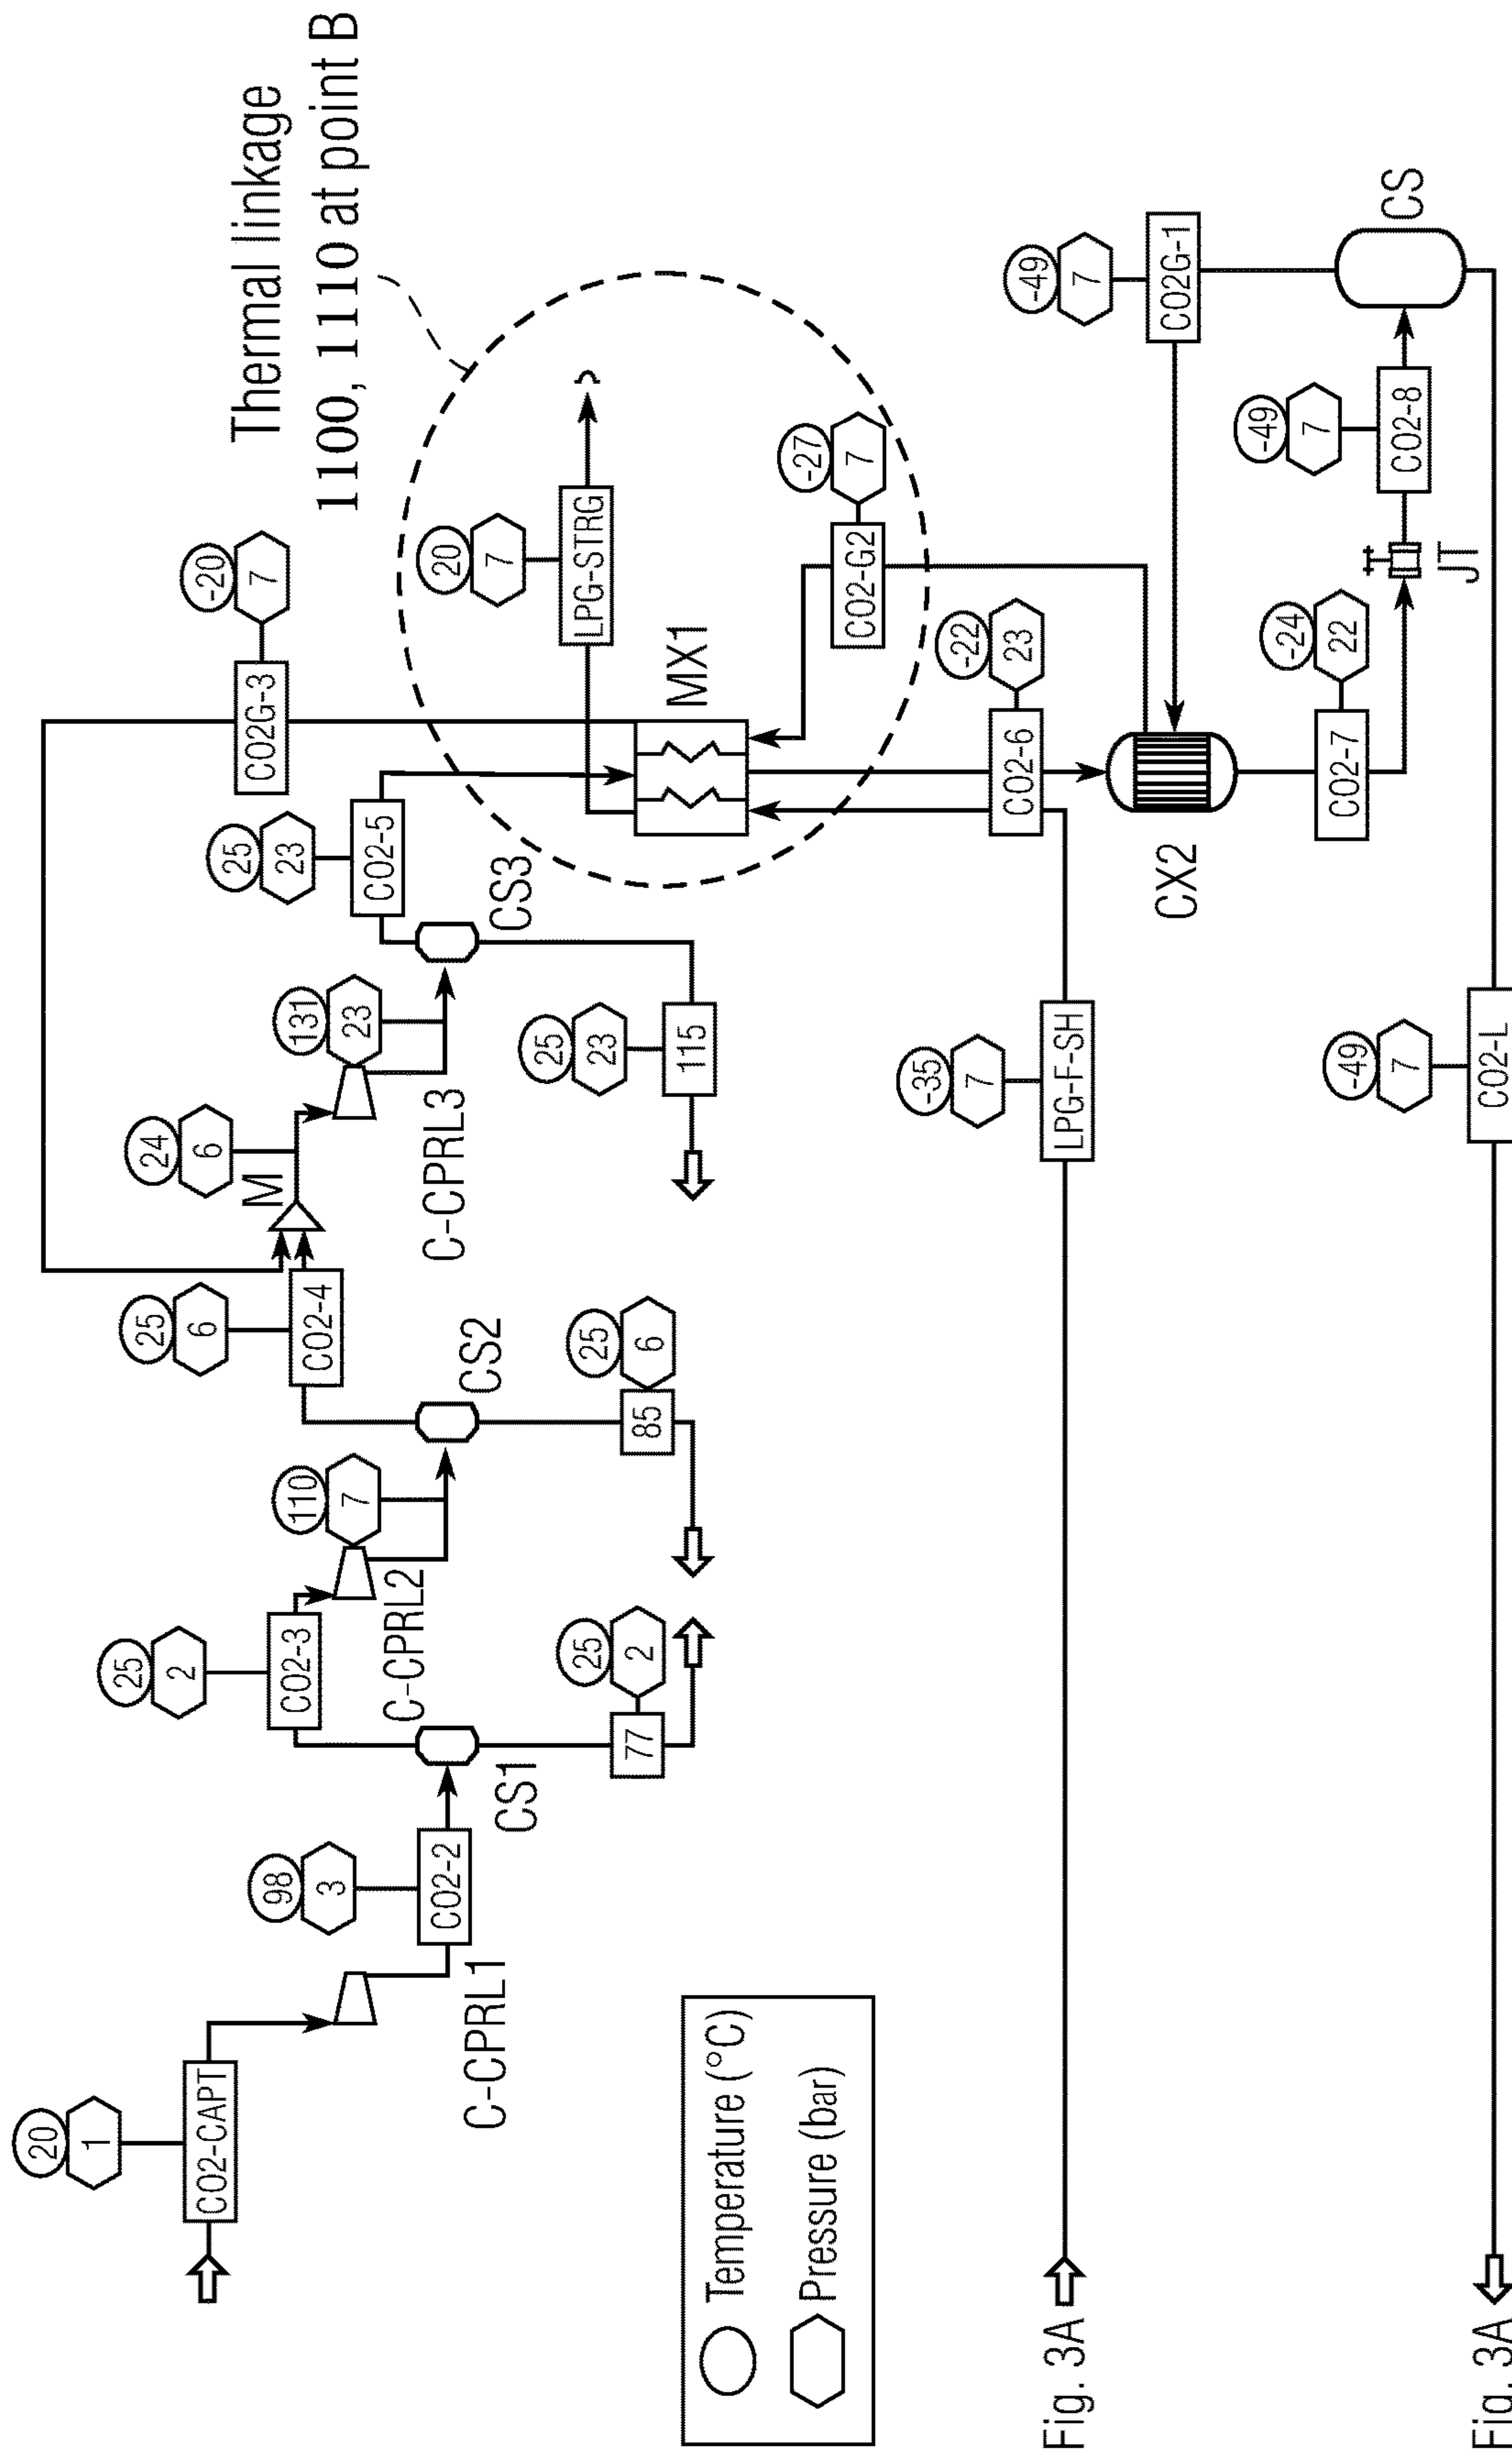 Thermal linkage
1100, 1110 at point B
20
1
CO2-CAPT
C-CPRL1
98
3
CO2-2
CS1
25
2
CO2-3
25
2
77
C-CPRL2
110
7
CS2
25
6
CO2-4
25
6
85
M
24
6
C-CPRL3
131
23
CS3
25
23
115
25
23
CO2-5
-20
7
CO2G-3
MX1
20
7
LPG-STRG
-27
7
CO2-G2
Temperature (°C)
Pressure (bar)
Fig. 3A
-35
7
LPG-F-SH
-22
23
CO2-6
CX2
-49
7
CO2G-1
-24
22
CO2-7
JT
-49
7
CO2-8
CS
-49
7
CO2-L
Fig. 3A